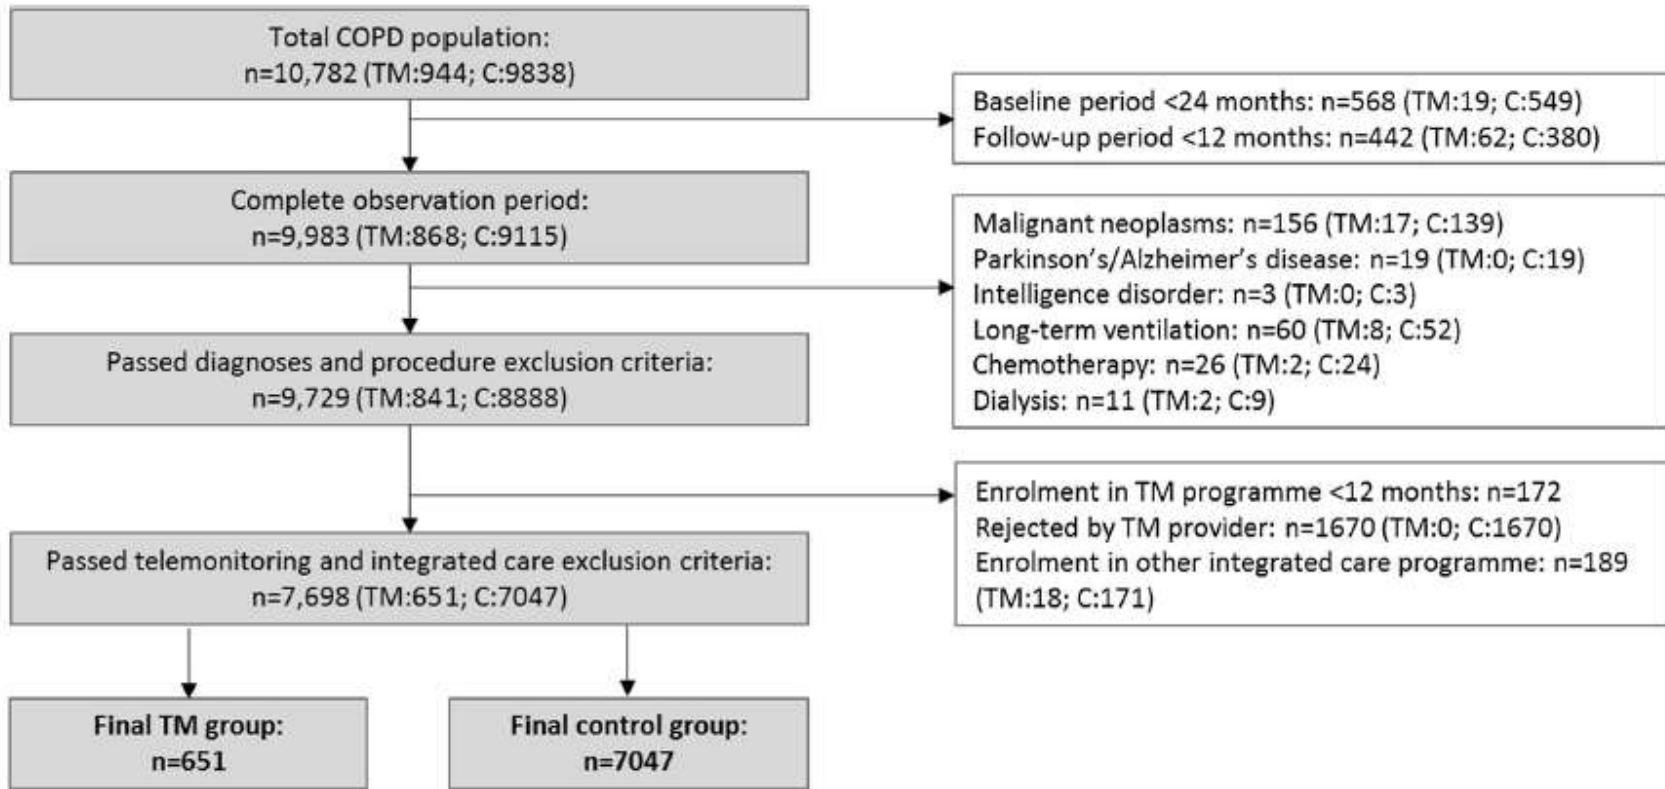 Total COPD population:
n=10,782 (TM:944; C:9838)
Baseline period <24 months: n=568 (TM:19; C:549)
Follow-up period <12 months: n=442 (TM:62; C:380)
Complete observation period:
n=9,983 (TM:868; C:9115)
Malignant neoplasms: n=156 (TM:17; C:139)
Parkinson's/Alzheimer's disease: n=19 (TM:0; C:19)
Intelligence disorder: n=3 (TM:0; C:3)
Long-term ventilation: n=60 (TM:8; C:52)
Chemotherapy: n=26 (TM:2; C:24)
Dialysis: n=11 (TM:2; C:9)
Passed diagnoses and procedure exclusion criteria:
n=9,729 (TM:841; C:8888)
Enrolment in TM programme <12 months: n=172
Rejected by TM provider: n=1670 (TM:0; C:1670)
Enrolment in other integrated care programme: n=189
(TM:18; C:171)
Passed telemonitoring and integrated care exclusion criteria:
n=7,698 (TM:651; C:7047)
Final TM group:
n=651
Final control group:
n=7047